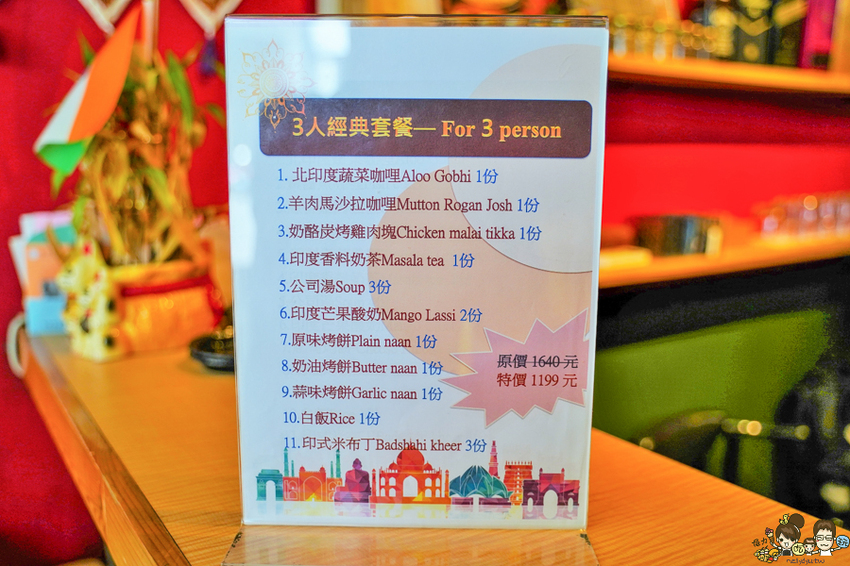 3人經典套餐— For 3 person
1. 北印度蔬菜咖哩Aloo Gobhi 1份
2.羊肉馬沙拉咖哩Mutton Rogan Josh 1份
3.奶酪炭烤雞肉塊Chicken malai tikka 1份
4.印度香料奶茶Masala tea 1份
5.公司湯Soup 3份
6.印度芒果酸奶Mango Lassi 2份
7.原味烤餅Plain naan 1份
8.奶油烤餅Butter naan 1份
9.蒜味烤餅Garlic naan 1份
10.白飯Rice 1份
11.印式米布丁Badshhhi kheer 3份
原價 1640 元
特價 1199 元